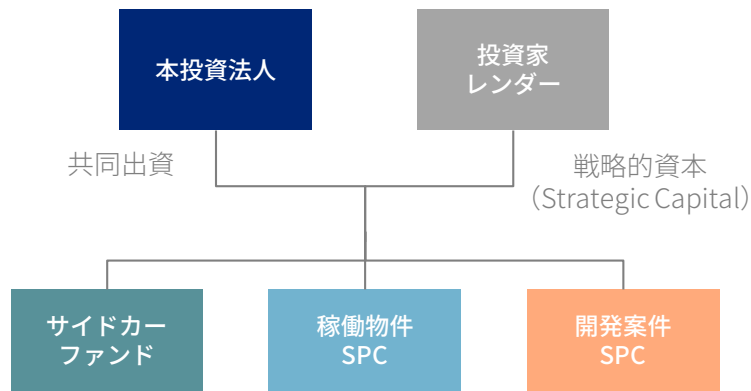 本投資法人
投資家
レンダー
共同出資
戦略的資本
（Strategic Capital）
サイドカー
ファンド
稼働物件
SPC
開発案件
SPC